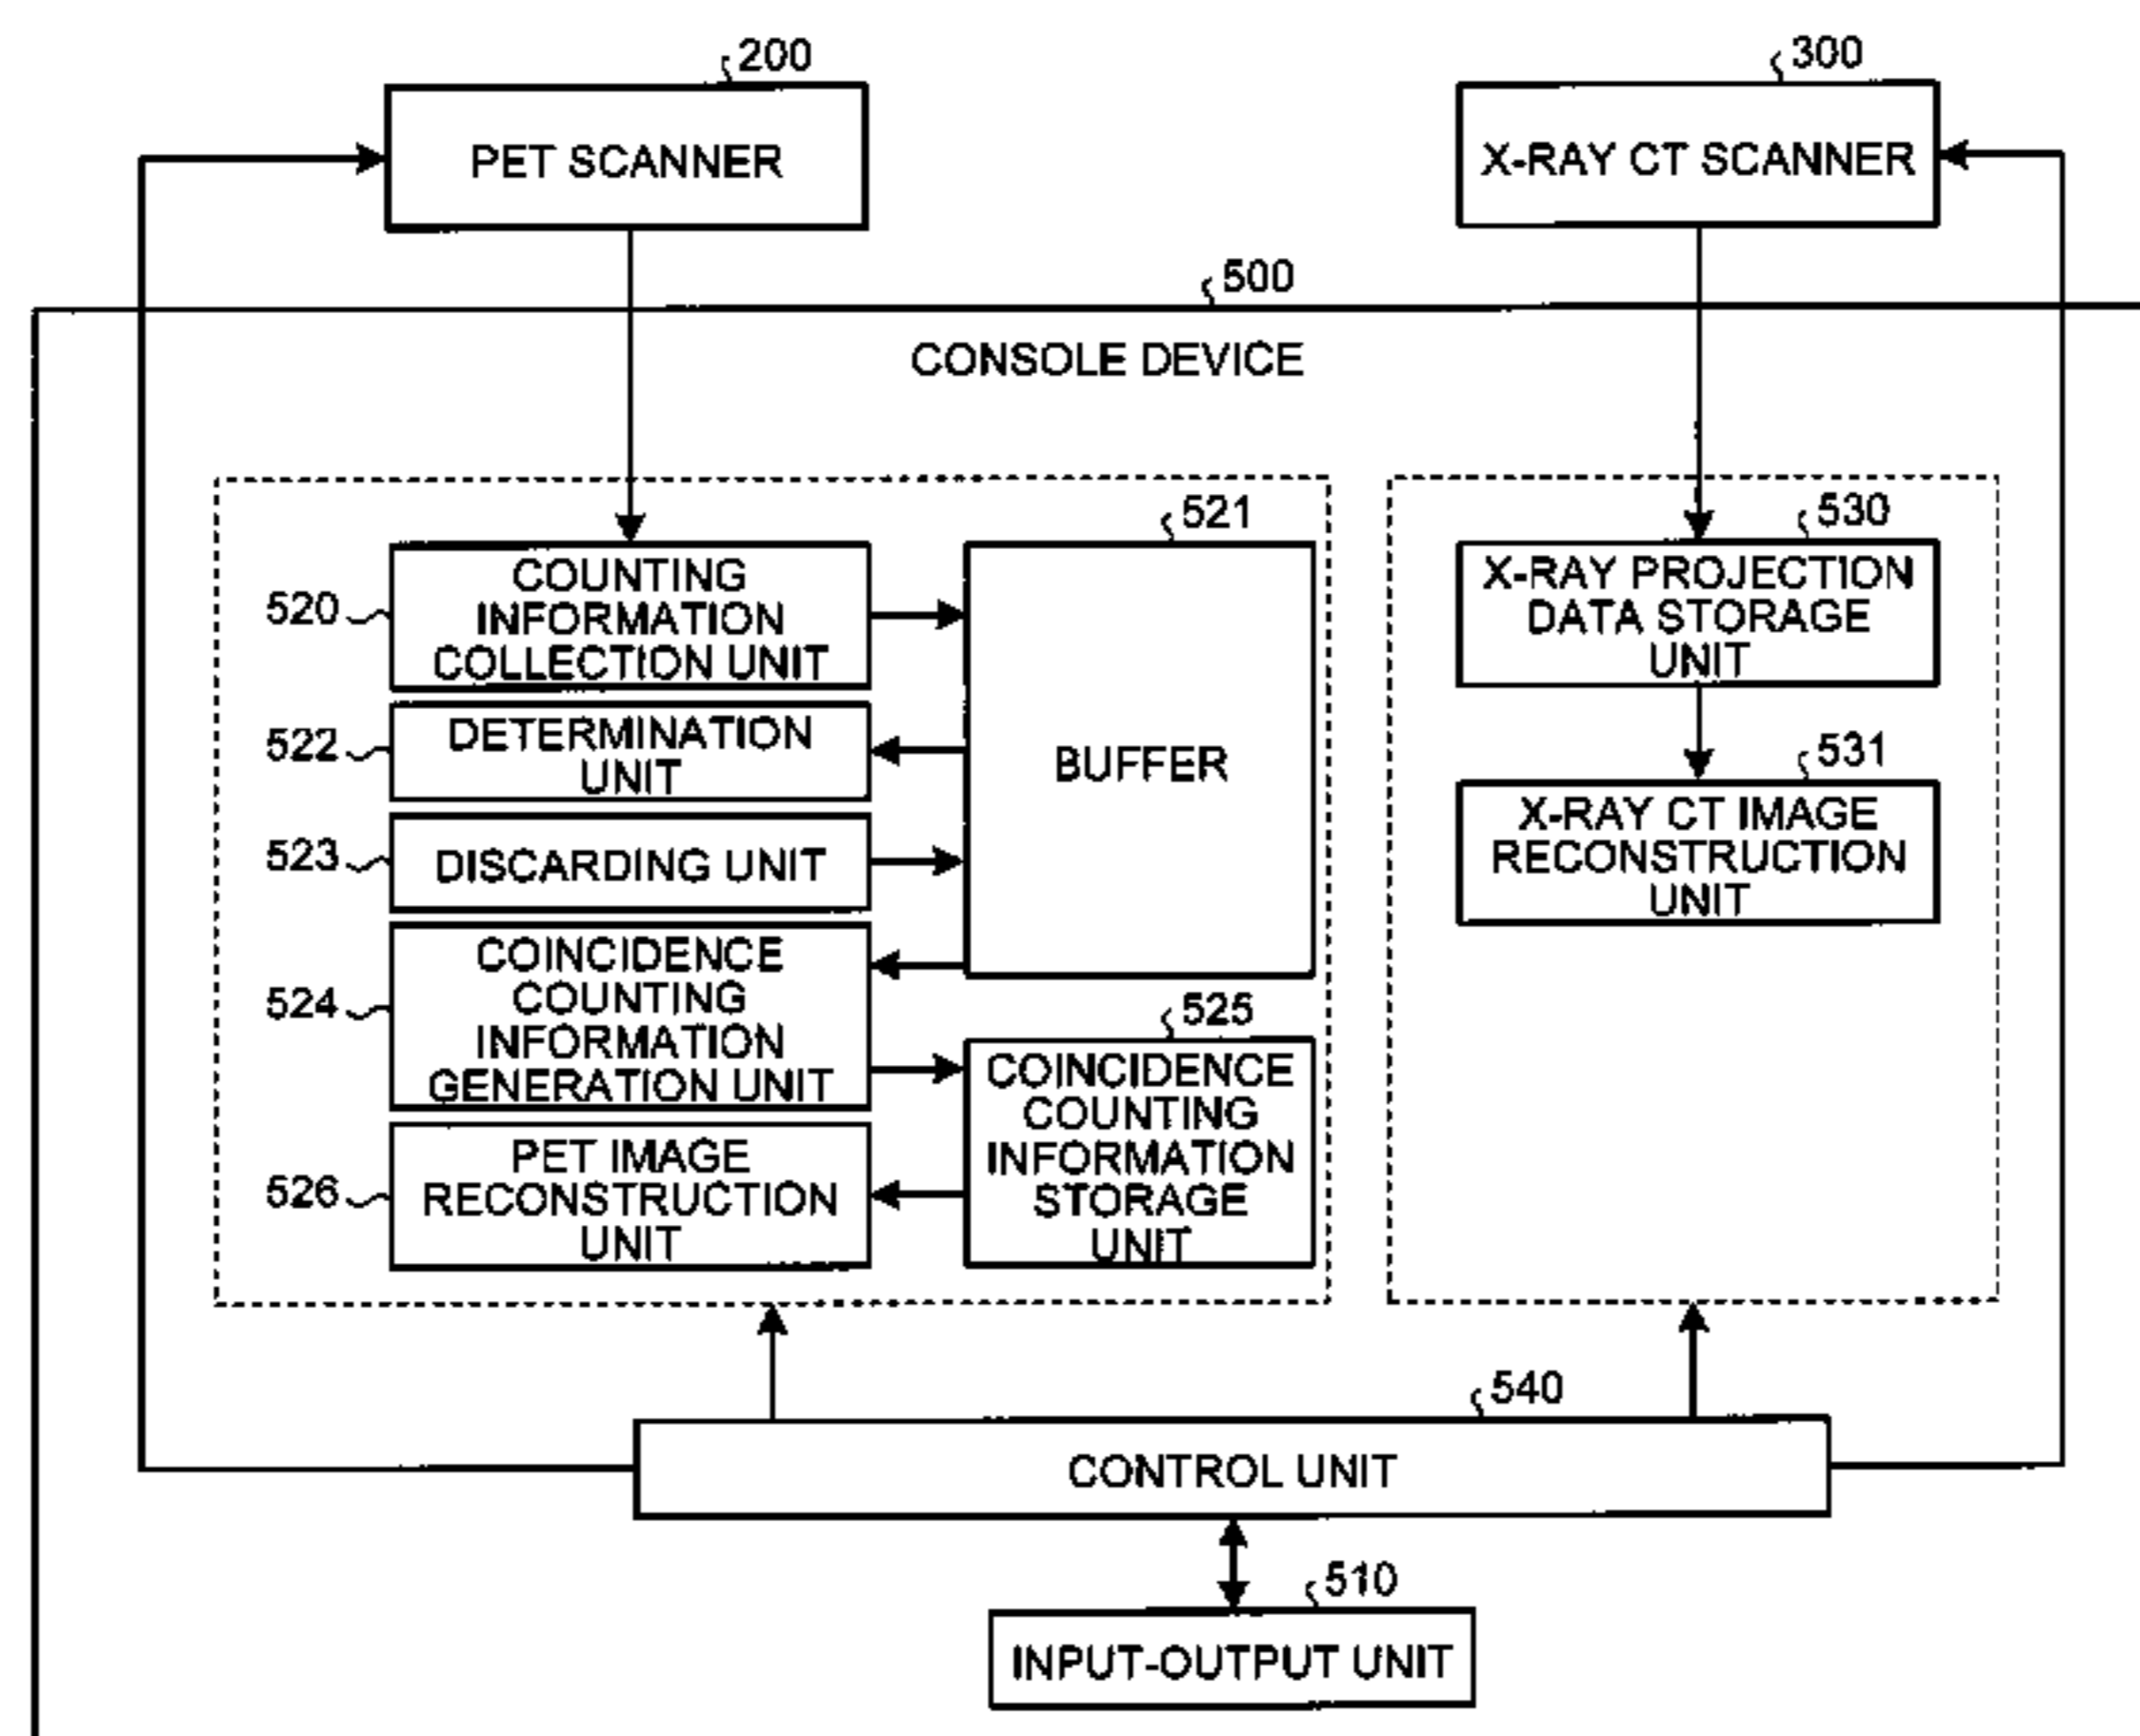 200
300
PET SCANNER
X-RAY CT SCANNER
500
CONSOLE DEVICE
520
COUNTING
INFORMATION
COLLECTION UNIT
522
DETERMINATION
UNIT
523
DISCARDING UNIT
524
COINCIDENCE
COUNTING
INFORMATION
GENERATION UNIT
526
PET IMAGE
RECONSTRUCTION
UNIT
521
BUFFER
525
COINCIDENCE
COUNTING
INFORMATION
STORAGE
UNIT
530
X-RAY PROJECTION
DATA STORAGE
UNIT
531
X-RAY CT IMAGE
RECONSTRUCTION
UNIT
540
CONTROL UNIT
510
INPUT-OUTPUT UNIT